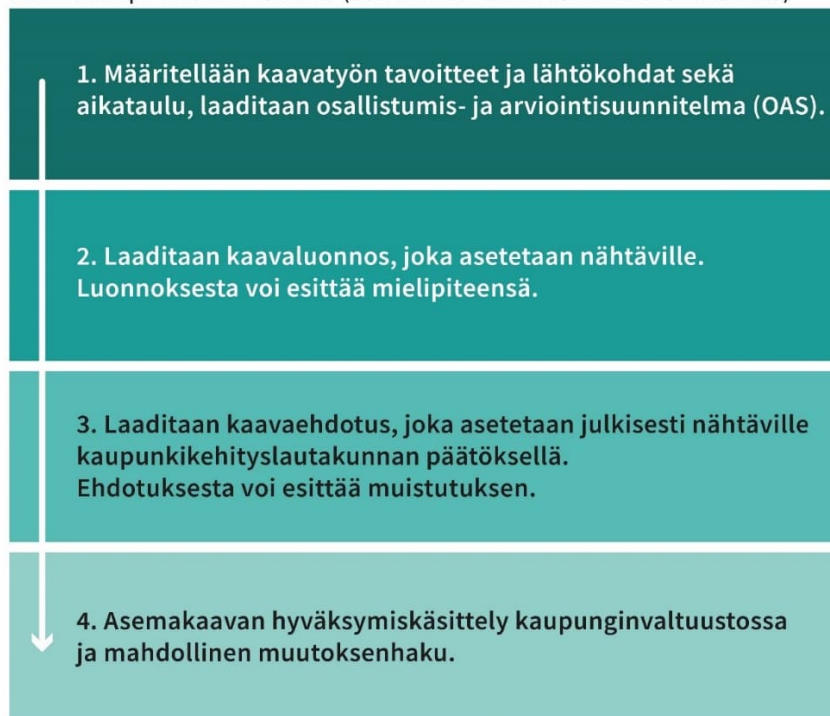 1. Määritellään kaavatyön tavoitteet ja lähtökohdat sekä
aikataulu, laaditaan osallistumis- ja arviointisuunnitelma (OAS).
2. Laaditaan kaavaluonnos, joka asetetaan nähtäville.
Luonnoksesta voi esittää mielipiteensä.
3. Laaditaan kaavaehdotus, joka asetetaan julkisesti nähtäville
kaupunkikehityslautakunnan päätöksellä.
Ehdotuksesta voi esittää muistutuksen.
4. Asemakaavan hyväksymiskäsittely kaupunginvaltuustossa
ja mahdollinen muutoksenhaku.